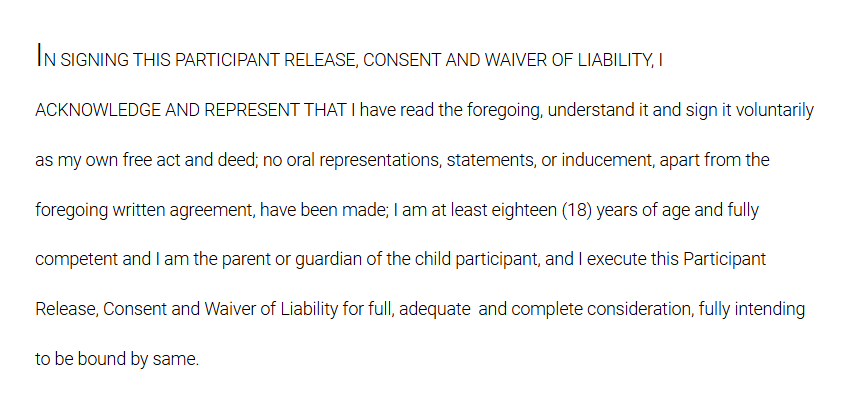 IN SIGNING THIS PARTICIPANT RELEASE, CONSENT AND WAIVER OF LIABILITY, I
ACKNOWLEDGE AND REPRESENT THAT I have read the foregoing, understand it and sign it voluntarily
as my own free act and deed; no oral representations, statements, or inducement, apart from the
foregoing written agreement, have been made; I am at least eighteen (18) years of age and fully
competent and I am the parent or guardian of the child participant, and I execute this Participant
Release, Consent and Waiver of Liability for full, adequate  and complete consideration, fully intending
to be bound by same.